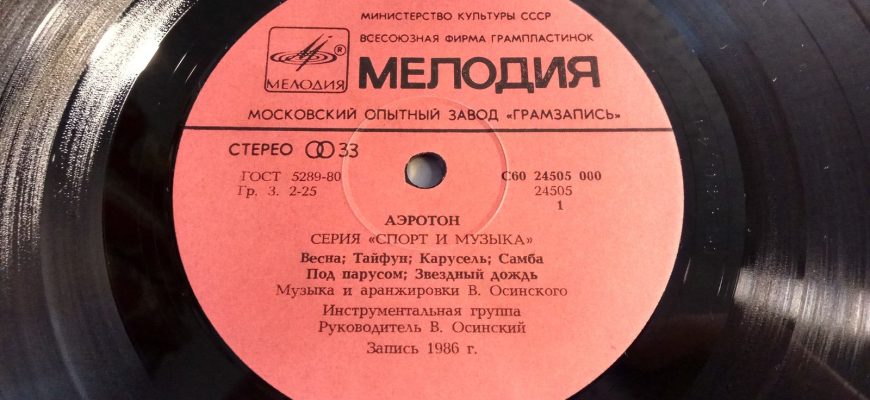 МИНИСТЕРСТВО КУЛЬТУРЫ СССР
ВСЕСОЮЗНАЯ ФИРМА ГРАМПЛАСТИНОК
® МЕЛОДИЯ
МЕЛОДИЯ
МОСКОВСКИЙ ОПЫТНЫЙ ЗАВОД «ГРАМЗАПИСЬ»
СТЕРЕО 33
ГОСТ 5289-80
Гр. 3. 2-25
С60 24505 000
24505
1
АЭРОТОН
СЕРИЯ «СПОРТ И МУЗЫКА»
Весна; Тайфун; Карусель; Самба
Под парусом; Звездный дождь
Музыка и аранжировки В. Осинского
Инструментальная группа
Руководитель В. Осинский
Запись 1986 г.